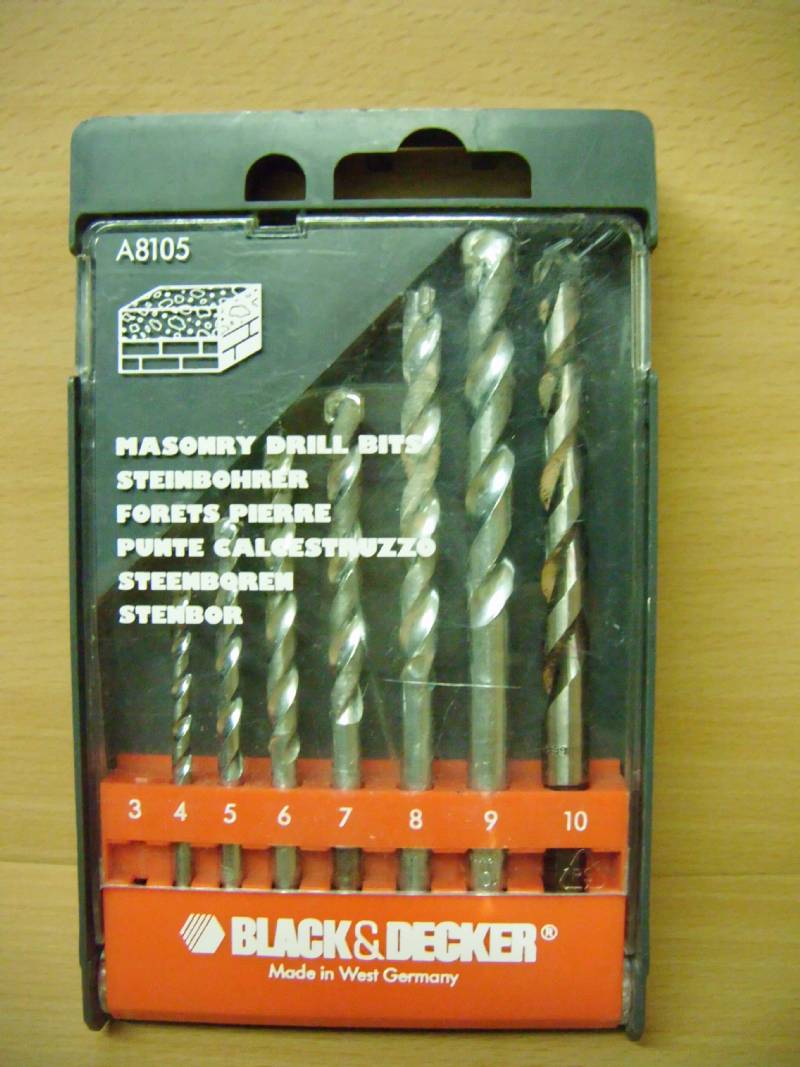 A8105
MASONRY DRILL BITS
STEINBOHRER
FORETS PIERRE
PUNTE CALCESTRUZZO
STEENBOREN
STENBOR
3 4 5 6 7 8 9 10
BLACK&DECKER®
Made in West Germany